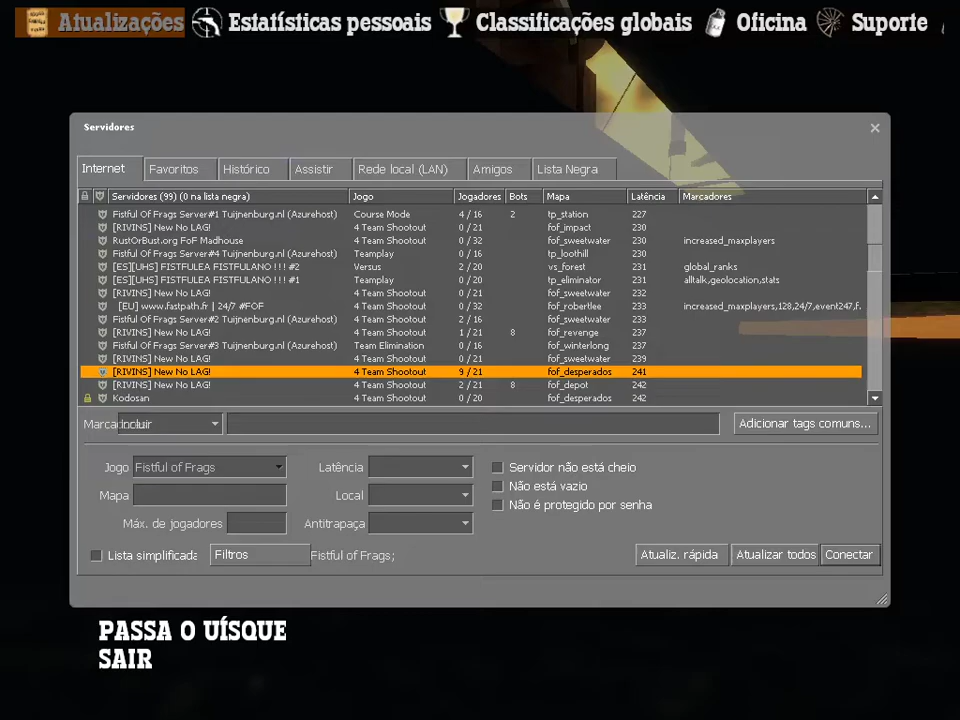 Atualizações Estatísticas pessoais Classificações globais Oficina Suporte
Servidores
Internet Favoritos Histórico Assistir Rede local (LAN) Amigos Lista Negra
Servidores (99) (0 na lista negra) Jogo Jogadores Bots Mapa Latência Marcadores
Fistful Of Frags Server#1 Tuijnenburg.nl (Azurehost) Course Mode 4 / 16 2 tp_station 227
[RIVINS] New No LAG! 4 Team Shootout 0 / 21 fof_impact 230
RustOrBust.org FoF Madhouse 4 Team Shootout 0 / 32 fof_sweetwater 230 increased_maxplayers
Fistful Of Frags Server#4 Tuijnenburg.nl (Azurehost) Teamplay 0 / 16 tp_loothill 230
[ES][UHS] FISTFULEA FISTFULANO ! ! ! #2 Versus 2 / 20 vs_forest 231 global_ranks
[ES][UHS] FISTFULEA FISTFULANO ! ! ! #1 Teamplay 0 / 20 tp_eliminator 231 alltalk,geolocation,stats
[RIVINS] New No LAG! 4 Team Shootout 0 / 21 fof_sweetwater 232
[EU] www.fastpath.fr | 24/7 #FOF 4 Team Shootout 0 / 32 fof_robertlee 233 increased_maxplayers,128,24/7,event247,f.
Fistful Of Frags Server#2 Tuijnenburg.nl (Azurehost) 4 Team Shootout 2 / 16 fof_sweetwater 233
[RIVINS] New No LAG! 4 Team Shootout 1 / 21 8 fof_revenge 237
Fistful Of Frags Server#3 Tuijnenburg.nl (Azurehost) Team Elimination 0 / 16 fof_winterlong 237
[RIVINS] New No LAG! 4 Team Shootout 0 / 21 fof_sweetwater 239
[RIVINS] New No LAG! 4 Team Shootout 9 / 21 fof_desperados 241
[RIVINS] New No LAG! 4 Team Shootout 2 / 21 8 fof_depot 242
Kodosan 4 Team Shootout 0 / 20 fof_desperados 242
Incluir Adicionar tags comuns...
Jogo Fistful of Frags Latência Servidor não está cheio
Não está vazio
Mapa Local
Não é protegido por senha
Máx. de jogadores Antitrapaça
Lista simplificada Filtros Fistful of Frags; Atualiz. rápida Atualizar todos Conectar
PASSA O UÍSQUE
SAIR